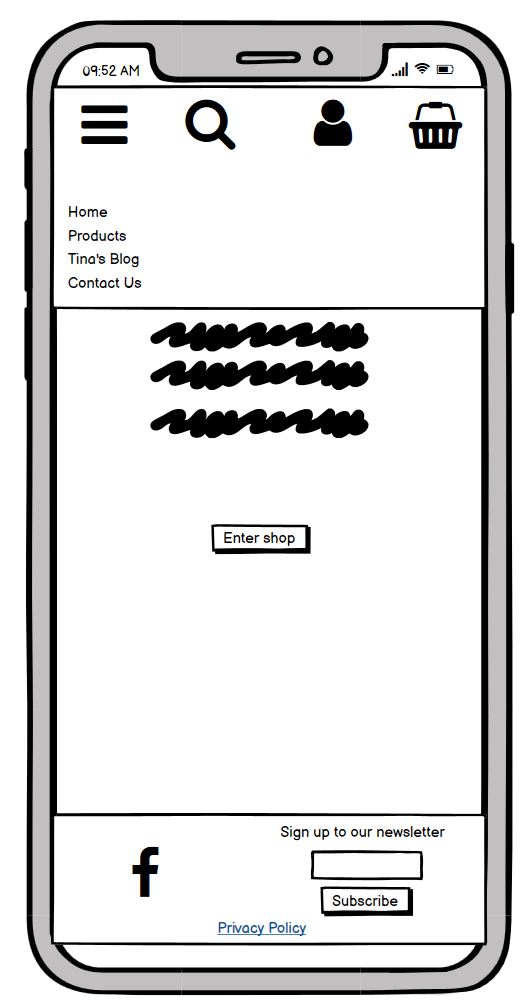 09:52 AM
Home
Products
Tina's Blog
Contact Us
Enter shop
Sign up to our newsletter
Subscribe
Privacy Policy